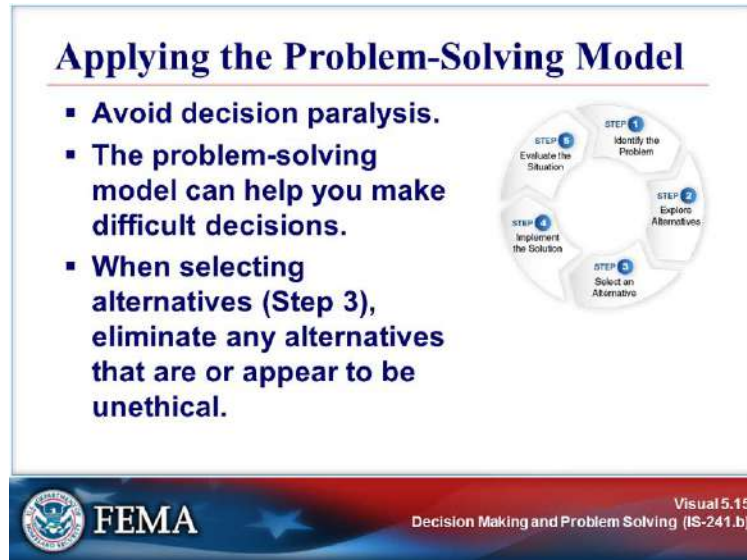 Applying the Problem-Solving Model
▪ Avoid decision paralysis.
▪ The problem-solving
model can help you make
difficult decisions.
▪ When selecting
alternatives (Step 3),
eliminate any alternatives
that are or appear to be
unethical.
STEP 1
Identify the
Problem
STEP 2
Explore
Alternatives
STEP 3
Select an
Alternative
STEP 4
Implement
the Solution
STEP 5
Evaluate the
Situation
FEMA
Visual 5.15
Decision Making and Problem Solving (IS-241.b)